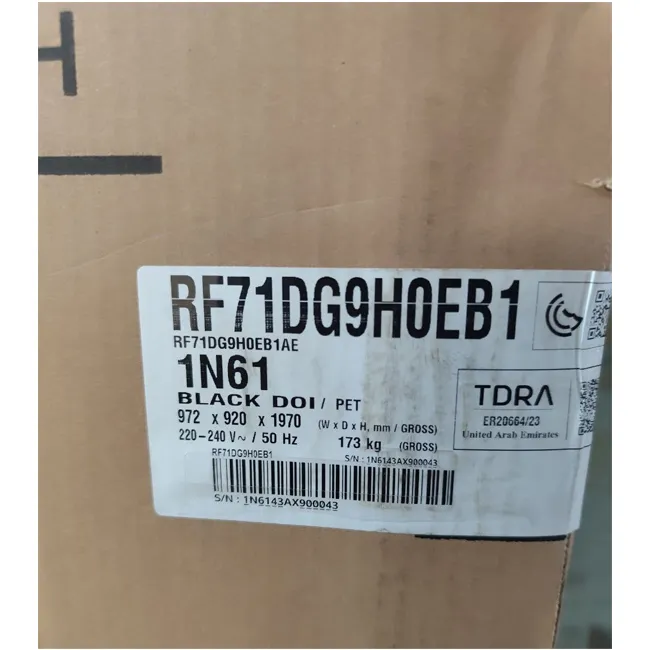 H
RF71DG9H0EB1
RF71DG9H0EB1AE
1N61
BLACK DOI / PET
972 x 920 x 1970 (W x D x H, mm / GROSS)
220-240 V~ / 50 Hz 173 kg (GROSS)
RF71DG9H0EB1 S/N : 1N6143AX900043
S/N : 1N6143AX900043
TDRA
ER20664/23
United Arab Emirates